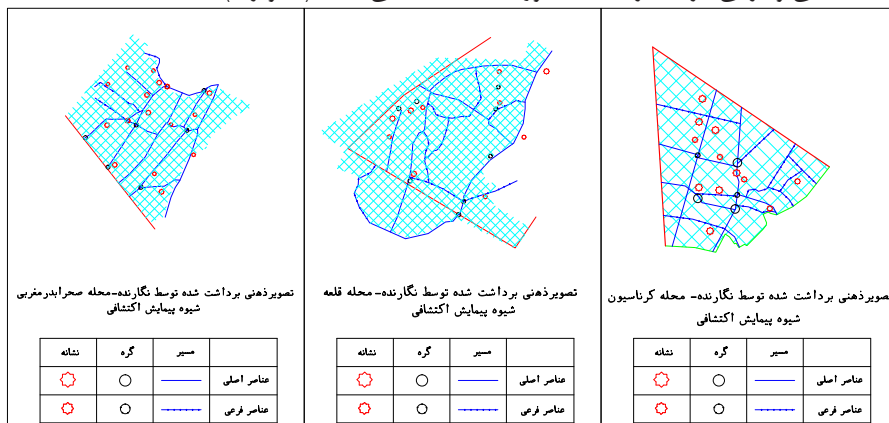 تصویرذهنی برداشت شده توسط نگارنده- محله کرناسیون
شیوه پیمایش اکتشافی
مسیر گره نشانه
عناصر اصلی
عناصر فرعی
تصویرذهنی برداشت شده توسط نگارنده- محله قلعه
شیوه پیمایش اکتشافی
مسیر گره نشانه
عناصر اصلی
عناصر فرعی
تصویرذهنی برداشت شده توسط نگارنده-محله صحرابدرمغربی
شیوه پیمایش اکتشافی
مسیر گره نشانه
عناصر اصلی
عناصر فرعی